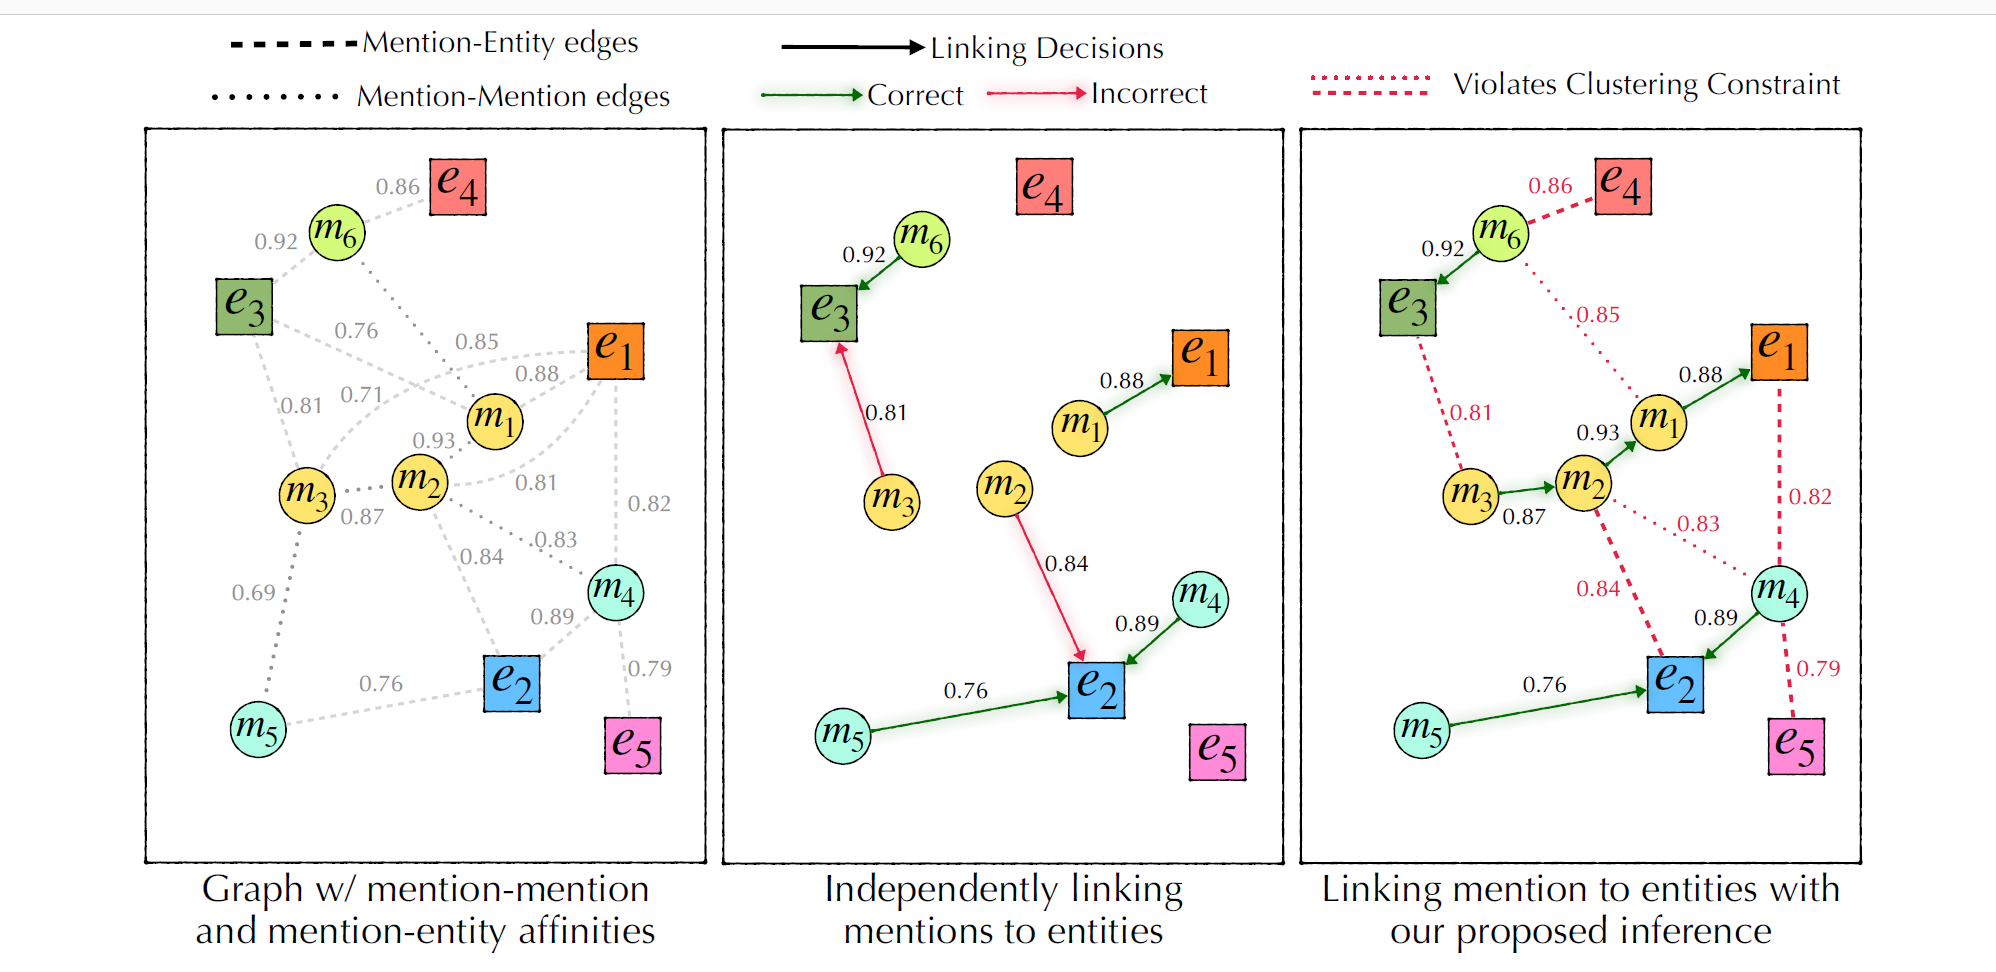 Mention-Entity edges
Mention-Mention edges
Linking Decisions
Correct
Incorrect
Violates Clustering Constraint
0.86
e4
m6
0.92
e3
0.76
0.85
e1
0.88
0.71
0.81
m1
0.93
m2
m3
0.81
0.87
0.82
0.83
0.84
m4
0.69
0.89
e2
0.79
0.76
m5
e5
Graph w/ mention-mention
and mention-entity affinities
e4
m6
0.92
e3
e1
0.88
0.81
m1
m2
m3
0.84
m4
0.89
0.76
e2
m5
e5
Independently linking
mentions to entities
0.86
e4
m6
0.92
e3
0.85
e1
0.88
0.81
m1
0.93
m2
m3
0.87
0.82
0.83
0.84
m4
0.89
0.79
0.76
e2
m5
e5
Linking mention to entities with
our proposed inference